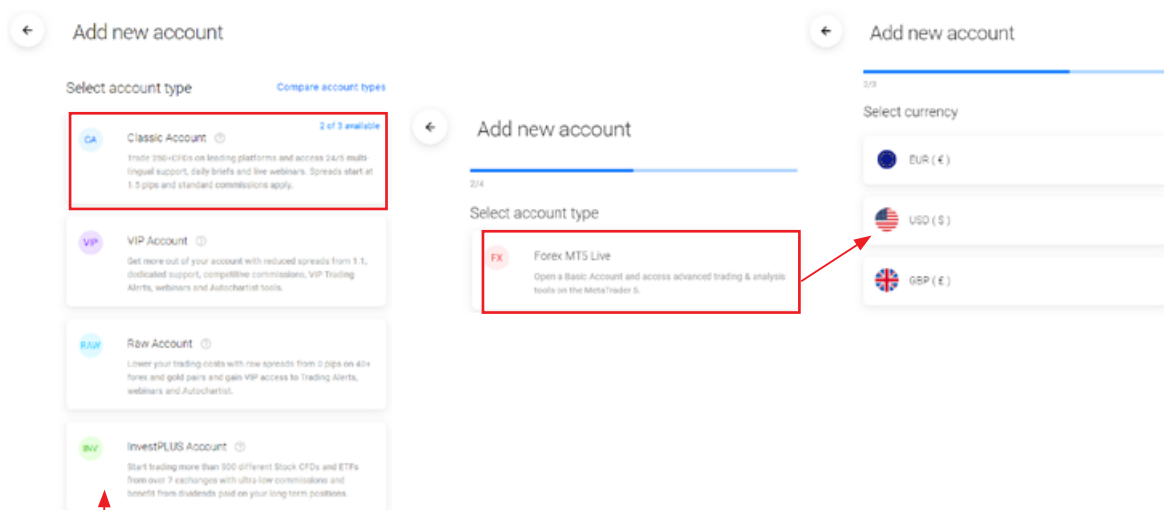 Add new account
Select account type
Compare account types
CA
Classic Account
2 of 3 available
Trade 250+CFDs on leading platforms and access 24/5 multi-
lingual support, daily briefs and live webinars. Spreads start at
1.5 pips and standard commissions apply.
VIP
VIP Account
Get more out of your account with reduced spreads from 1.1,
dedicated support, competitive commissions, VIP Trading
Alerts, webinars and Autochartist tools.
RAW
Raw Account
Lower your trading costs with raw spreads from 0 pips on 40+
forex and gold pairs and gain VIP access to Trading Alerts,
webinars and Autochartist.
INV
InvestPLUS Account
Start trading more than 800 different Stock CFDs and ETFs
from over 7 exchanges with ultra-low commissions and
benefit from dividends paid on your long term positions.
Add new account
2/4
Select account type
FX
Forex MT5 Live
Open a Basic Account and access advanced trading & analysis
tools on the MetaTrader 5.
Add new account
2/3
Select currency
EUR ( € )
USD ( $ )
GBP ( £ )